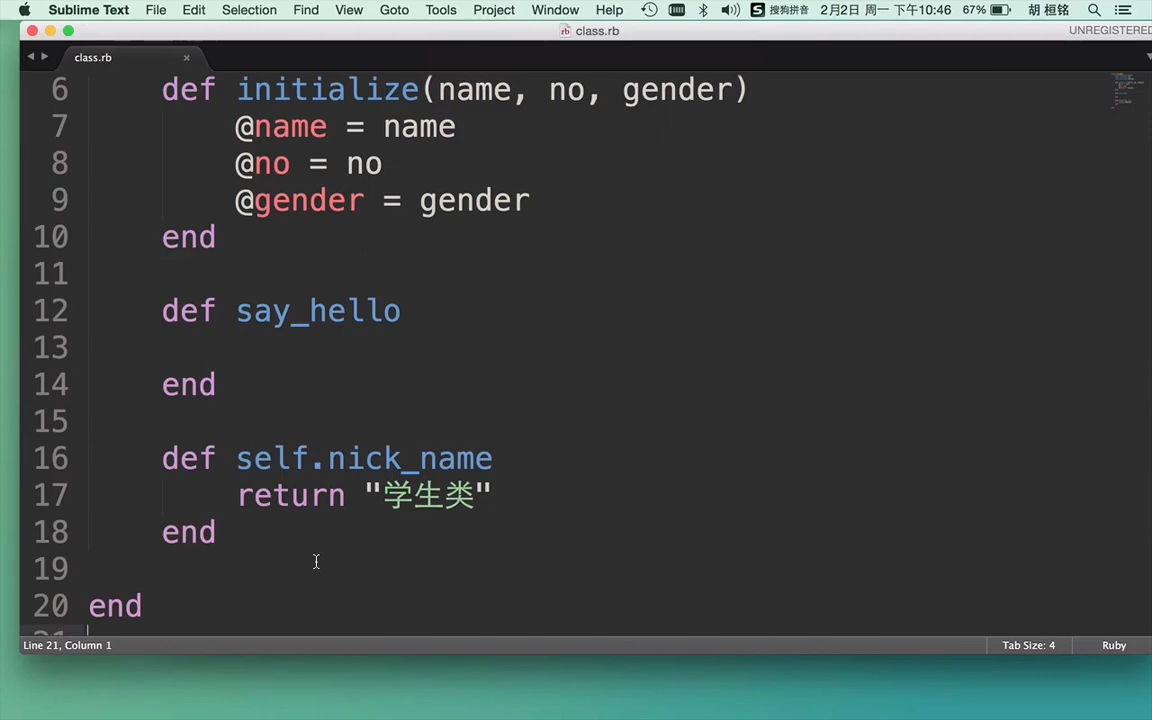 Sublime Text File Edit Selection Find View Goto Tools Project Window Help 搜狗拼音 2月2日 周一 下午10:46 67% 胡 桓铭
class.rb UNREGISTERED
class.rb
6 def initialize(name, no, gender)
7 @name = name
8 @no = no
9 @gender = gender
10 end
11
12 def say_hello
13
14 end
15
16 def self.nick_name
17 return "学生类"
18 end
19
20 end
21
Line 21, Column 1 Tab Size: 4 Ruby